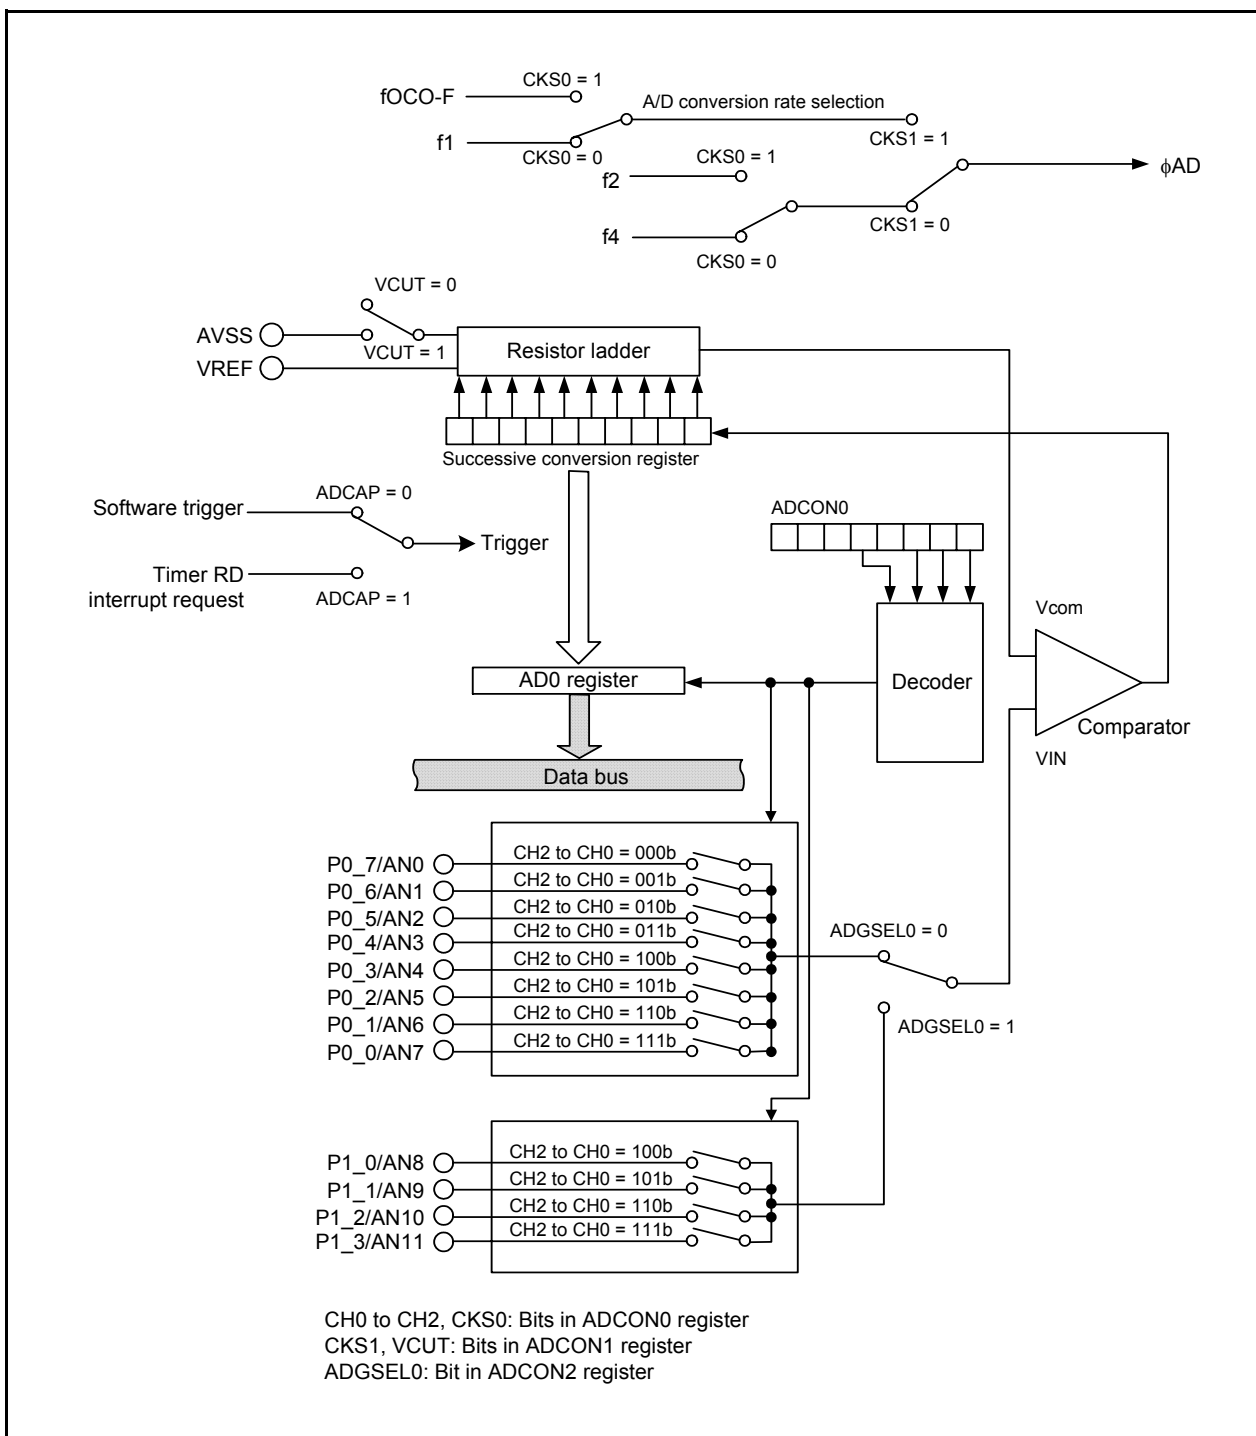 CKS0 = 1
fOCO-F
A/D conversion rate selection
f1
CKS0 = 0
CKS1 = 1
CKS0 = 1
f2
φAD
CKS1 = 0
f4
CKS0 = 0
VCUT = 0
AVSS
VCUT = 1
VREF
Resistor ladder
Successive conversion register
ADCAP = 0
Software trigger
Trigger
Timer RD
interrupt request
ADCAP = 1
ADCON0
Decoder
Vcom
Comparator
VIN
AD0 register
Data bus
P0_7/AN0 CH2 to CH0 = 000b
P0_6/AN1 CH2 to CH0 = 001b
P0_5/AN2 CH2 to CH0 = 010b
P0_4/AN3 CH2 to CH0 = 011b
P0_3/AN4 CH2 to CH0 = 100b
P0_2/AN5 CH2 to CH0 = 101b
P0_1/AN6 CH2 to CH0 = 110b
P0_0/AN7 CH2 to CH0 = 111b
ADGSEL0 = 0
ADGSEL0 = 1
P1_0/AN8 CH2 to CH0 = 100b
P1_1/AN9 CH2 to CH0 = 101b
P1_2/AN10 CH2 to CH0 = 110b
P1_3/AN11 CH2 to CH0 = 111b
CH0 to CH2, CKS0: Bits in ADCON0 register
CKS1, VCUT: Bits in ADCON1 register
ADGSEL0: Bit in ADCON2 register